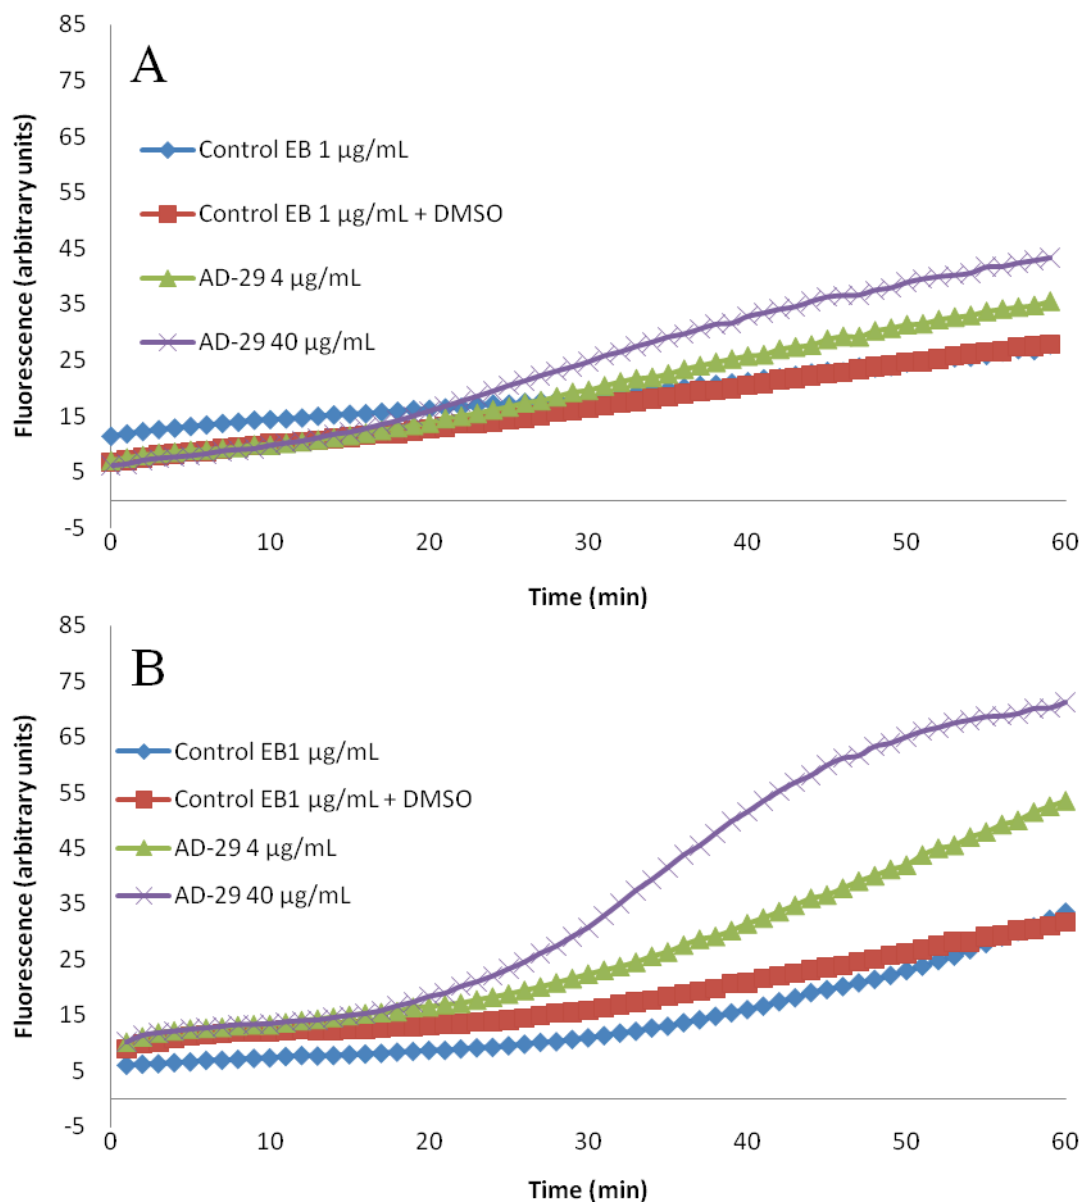 A
85
75
65
55
45
35
25
15
5
-5
Fluorescence (arbitrary units)
Control EB 1 µg/mL
Control EB 1 µg/mL + DMSO
AD-29 4 µg/mL
AD-29 40 µg/mL
0 10 20 30 40 50 60
Time (min)
B
85
75
65
55
45
35
25
15
5
-5
Fluorescence (arbitrary units)
Control EB1 µg/mL
Control EB1 µg/mL + DMSO
AD-29 4 µg/mL
AD-29 40 µg/mL
0 10 20 30 40 50 60
Time (min)